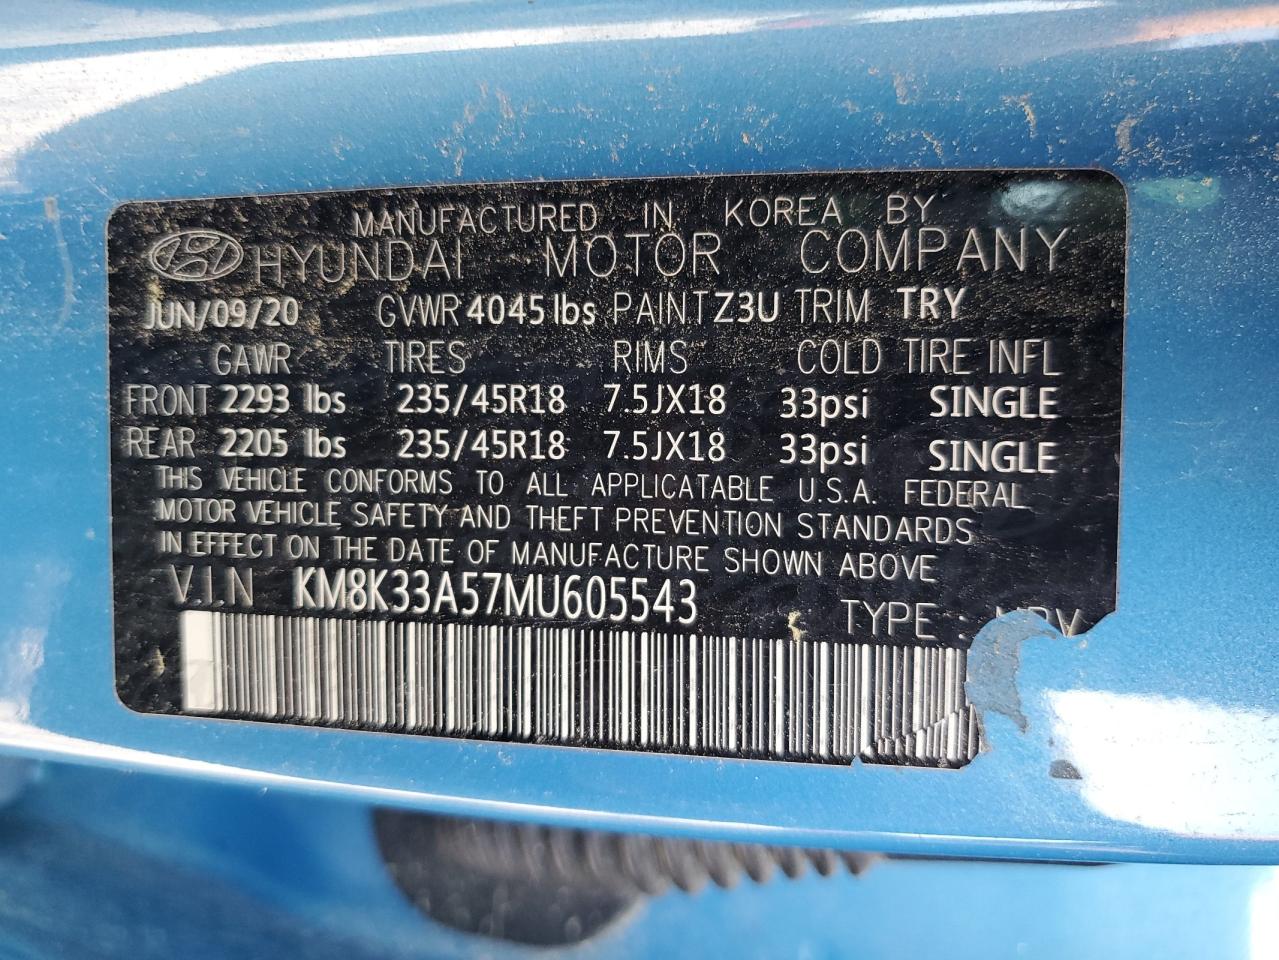 MANUFACTURED IN KOREA BY
HYUNDAI MOTOR COMPANY
JUN/09/20 GVWR 4045 lbs PAINT Z3U TRIM TRY
GAWR TIRES RIMS COLD TIRE INFL
FRONT 2293 lbs 235/45R18 7.5JX18 33psi SINGLE
REAR 2205 lbs 235/45R18 7.5JX18 33psi SINGLE
THIS VEHICLE CONFORMS TO ALL APPLICATABLE U.S.A. FEDERAL
MOTOR VEHICLE SAFETY AND THEFT PREVENTION STANDARDS
IN EFFECT ON THE DATE OF MANUFACTURE SHOWN ABOVE
V.I.N KM8K33A57MU605543 TYPE :